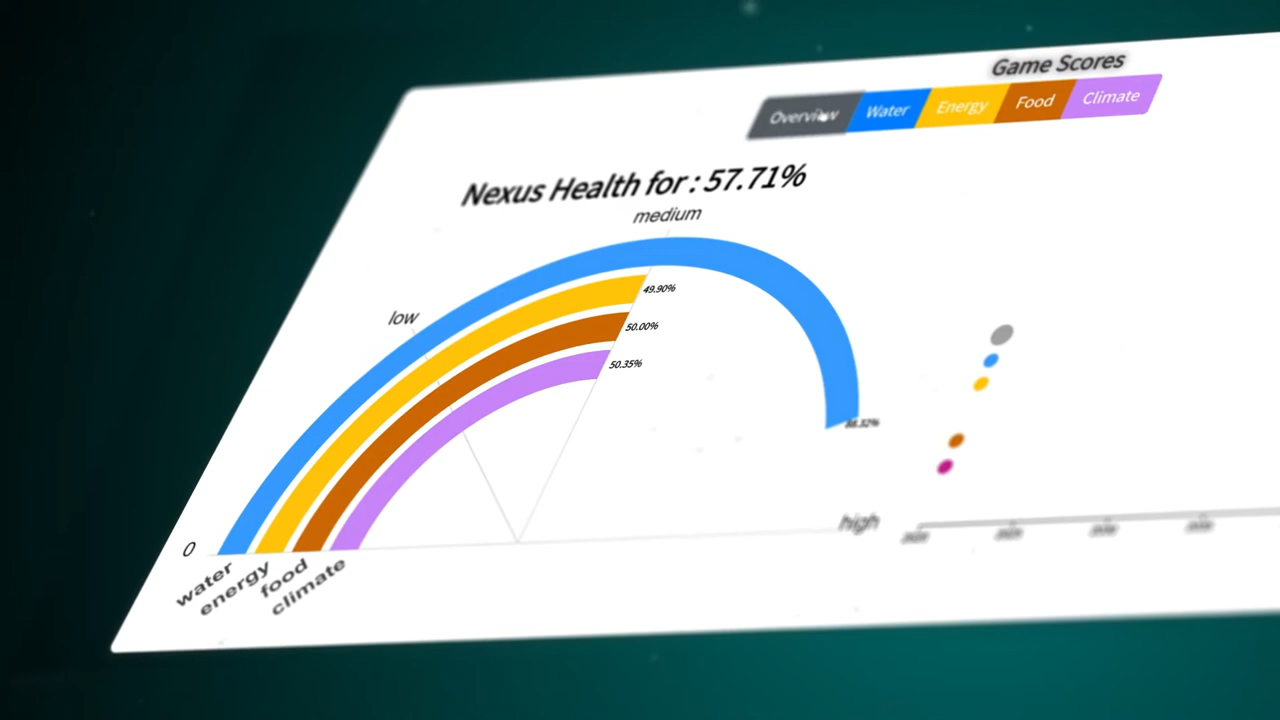 Game Scores
Overview Water Energy Food Climate
Nexus Health for : 57.71%
medium
low
49.90%
50.00%
50.35%
high
0
water
energy
food
climate